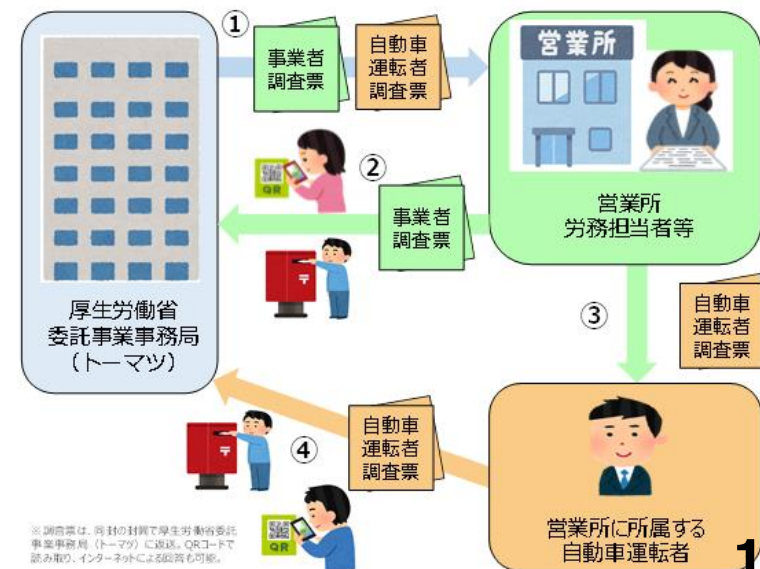 ①
事業者
調査票
自動車
運転者
調査票
営業所
QR
②
事業者
調査票
営業所
労務担当者等
〒
厚生労働省
委託事業事務局
（トーマツ）
③
自動車
運転者
調査票
自動車
運転者
調査票
④
〒
QR
営業所に所属する
自動車運転者
※調査票は、同封の封筒で厚生労働省委託
事業事務局（トーマツ）に返送。QRコードで
読み取り、インターネットによる回答も可能。
1